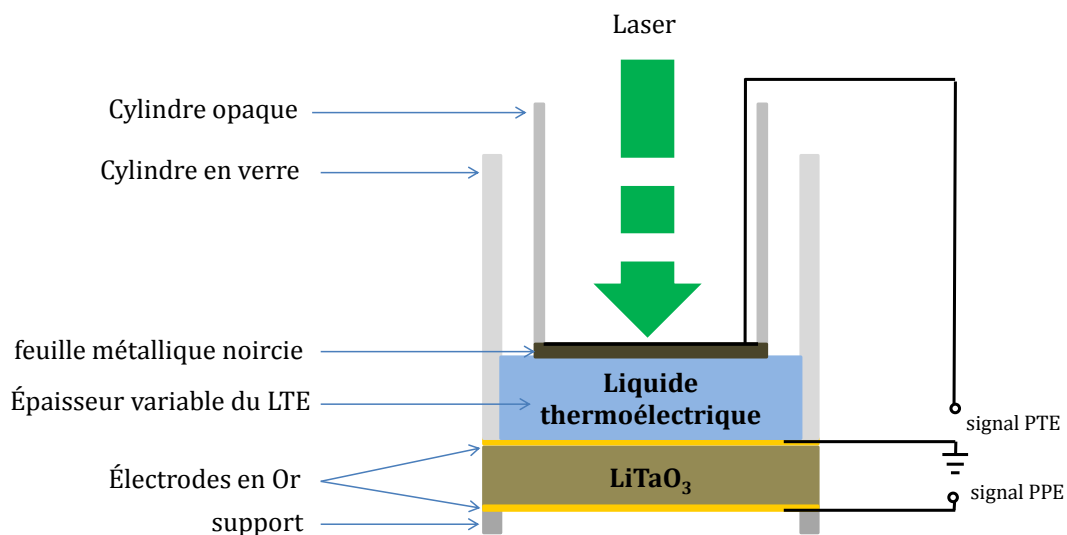 Laser
Cylindre opaque
Cylindre en verre
feuille métallique noircie
Épaisseur variable du LTE
Liquide
thermoélectrique
signal PTE
Électrodes en Or
LiTaO₃
signal PPE
support